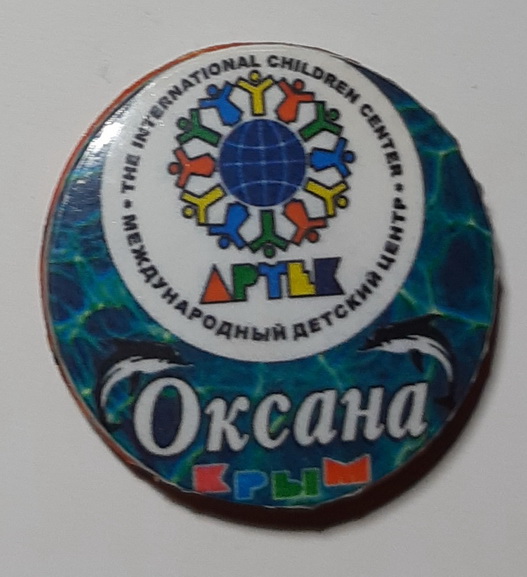 • THE INTERNATIONAL CHILDREN CENTER •
МЕЖДУНАРОДНЫЙ ДЕТСКИЙ ЦЕНТР
АРТЕК
Оксана
КРЫМ